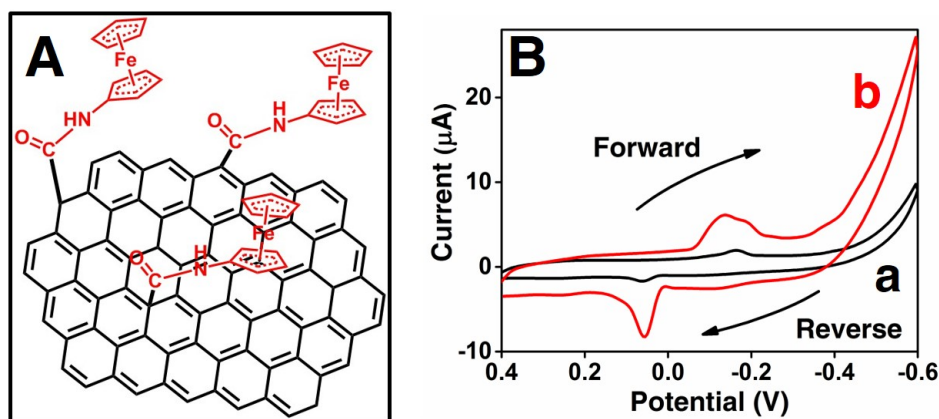 A
Fe
HN
O
C
Fe
H
N
O
C
Fe
H
N
O
C
B
Current (µA)
20
10
0
-10
Forward
b
a
Reverse
0.4
0.2
0.0
-0.2
-0.4
-0.6
Potential (V)